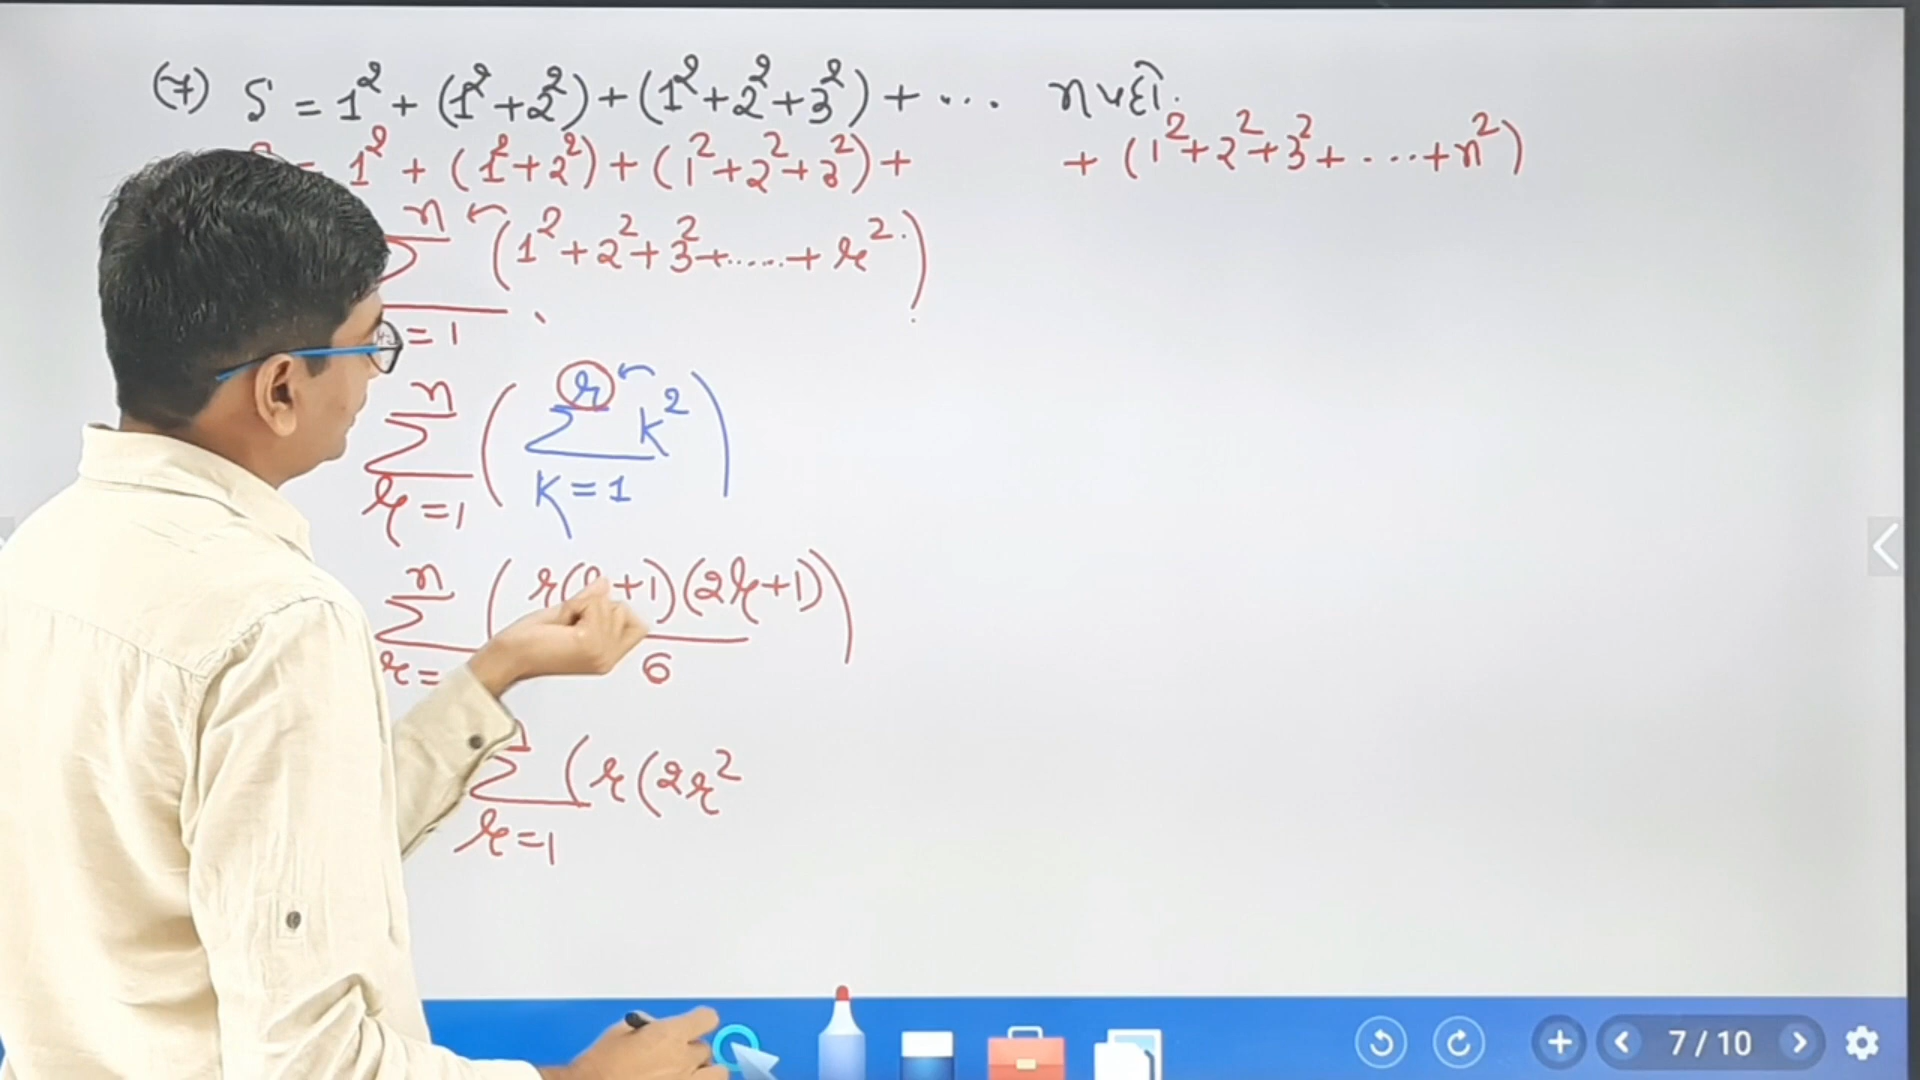 (7) S = 1² + (1² + 2²) + (1² + 2² + 3²) + ... n પદો.
= 1² + (1² + 2²) + (1² + 2² + 3²) + + (1² + 2² + 3² + .... + n²)
n (1² + 2² + 3² + ...... + r²)
= 1
n Σ r = 1 ( r Σ k = 1 k² )
n Σ r = ( r(r+1)(2r+1) / 6 )
Σ r = 1 (r(2r²
7 / 10